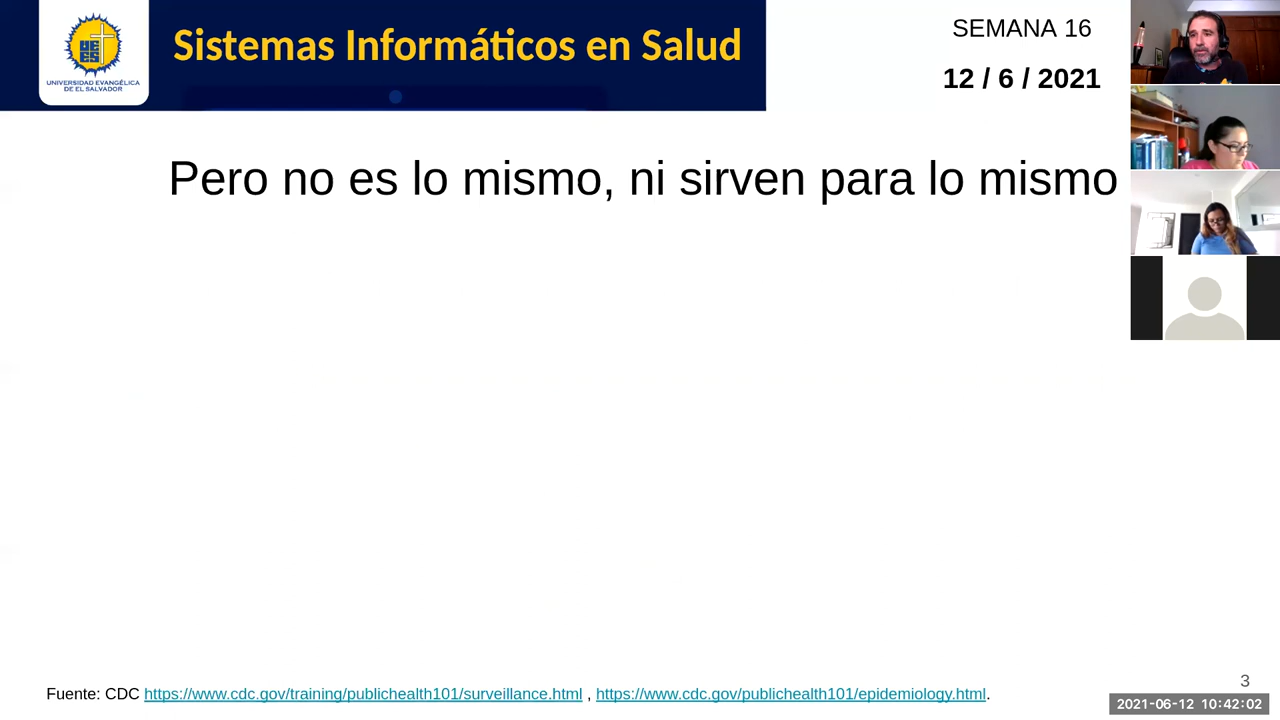 UNIVERSIDAD EVANGÉLICA
DE EL SALVADOR
Sistemas Informáticos en Salud
SEMANA 16
12 / 6 / 2021
Pero no es lo mismo, ni sirven para lo mismo
Fuente: CDC https://www.cdc.gov/training/publichealth101/surveillance.html , https://www.cdc.gov/publichealth101/epidemiology.html.
3
2021-06-12 10:42:02